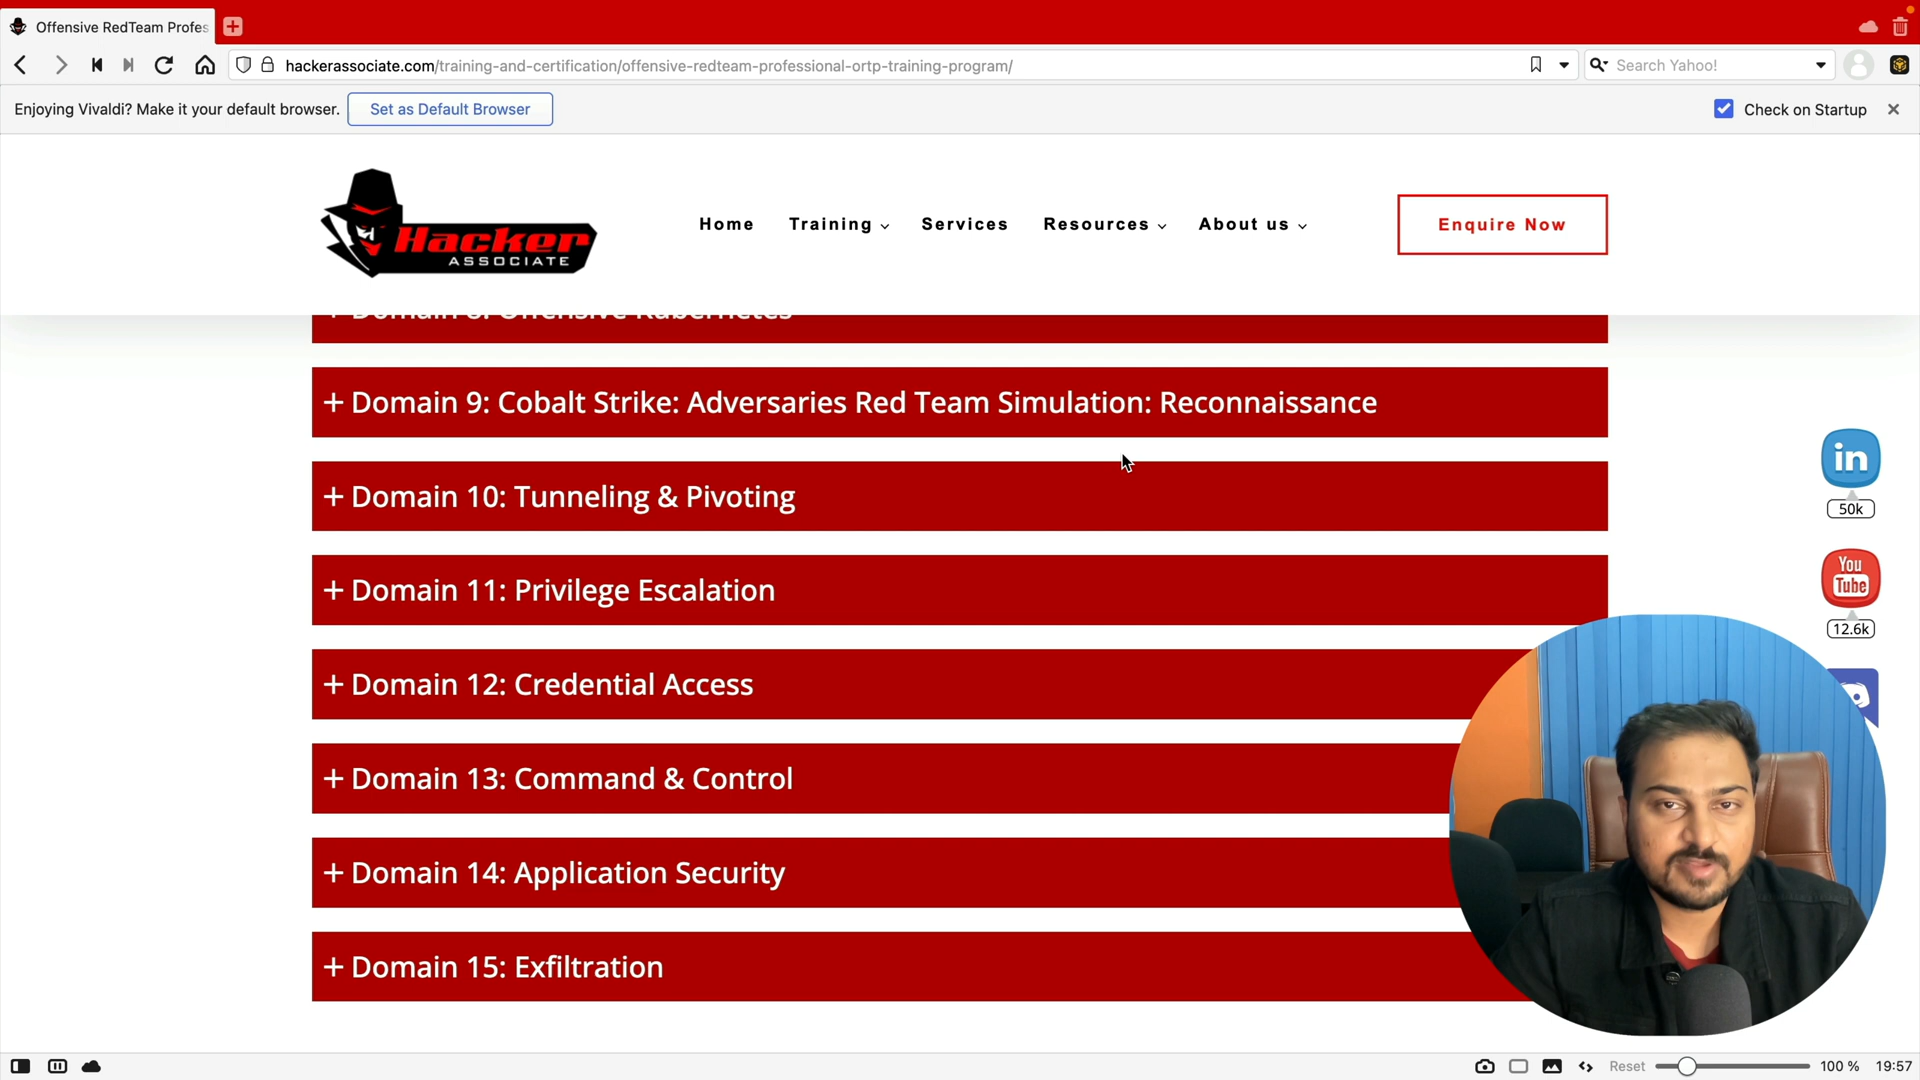 Offensive RedTeam Profes
hackerassociate.com/training-and-certification/offensive-redteam-professional-ortp-training-program/
Search Yahoo!
Enjoying Vivaldi? Make it your default browser.
Set as Default Browser
Check on Startup
Hacker
ASSOCIATE
Home
Training
Services
Resources
About us
Enquire Now
+ Domain 8: Offensive Kubernetes
+ Domain 9: Cobalt Strike: Adversaries Red Team Simulation: Reconnaissance
+ Domain 10: Tunneling & Pivoting
+ Domain 11: Privilege Escalation
+ Domain 12: Credential Access
+ Domain 13: Command & Control
+ Domain 14: Application Security
+ Domain 15: Exfiltration
in
50k
You
Tube
12.6k
Reset
100 %
19:57